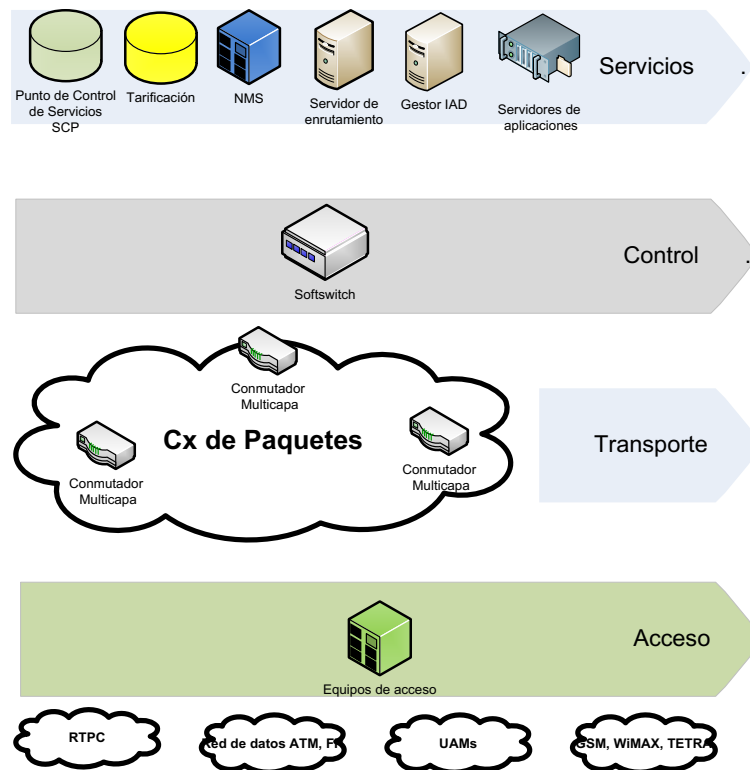 Servicios .
Punto de Control
de Servicios
SCP
Tarificación
NMS
Servidor de
enrutamiento
Gestor IAD
Servidores de
aplicaciones
Control .
Softswitch
Conmutador
Multicapa
Cx de Paquetes
Conmutador
Multicapa
Conmutador
Multicapa
Transporte
Acceso
Equipos de acceso
RTPC
Red de datos ATM, FR
UAMs
GSM, WiMAX, TETRA